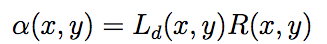 α(x, y) = L_d(x, y)R(x, y)